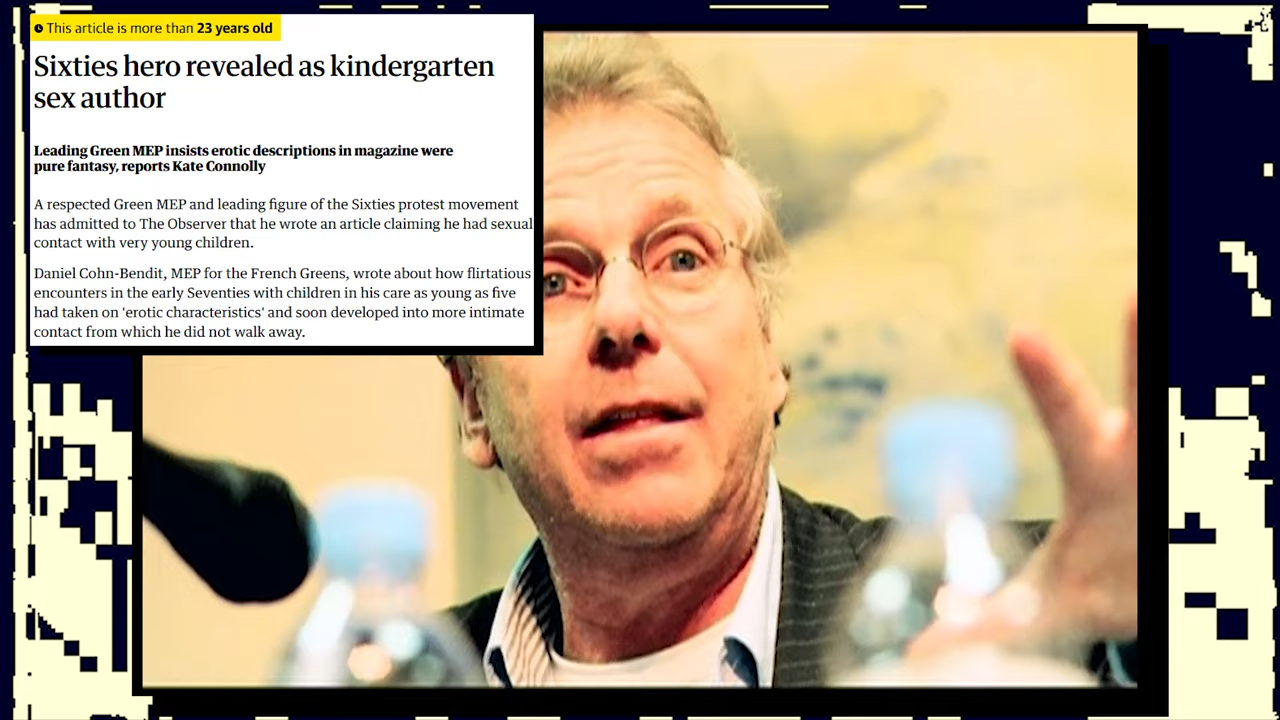 This article is more than 23 years old
Sixties hero revealed as kindergarten
sex author
Leading Green MEP insists erotic descriptions in magazine were
pure fantasy, reports Kate Connolly
A respected Green MEP and leading figure of the Sixties protest movement
has admitted to The Observer that he wrote an article claiming he had sexual
contact with very young children.
Daniel Cohn-Bendit, MEP for the French Greens, wrote about how flirtatious
encounters in the early Seventies with children in his care as young as five
had taken on 'erotic characteristics' and soon developed into more intimate
contact from which he did not walk away.